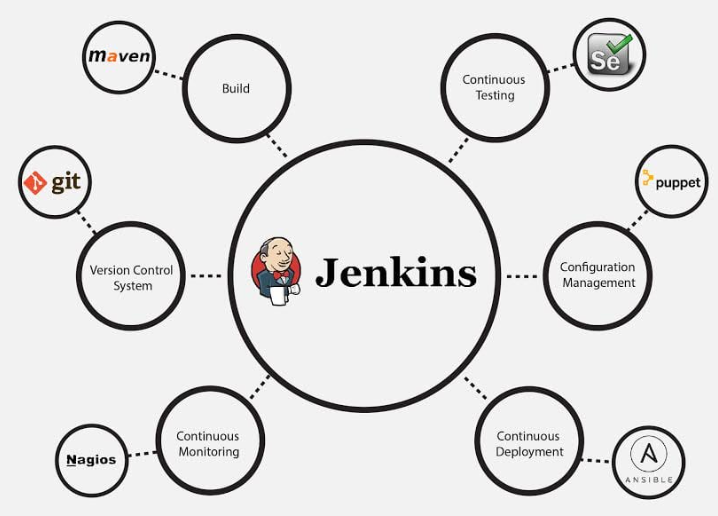 maven
Build
Continuous
Testing
Se
git
Version Control
System
Jenkins
Configuration
Management
puppet
Continuous
Monitoring
Nagios
Continuous
Deployment
ANSIBLE